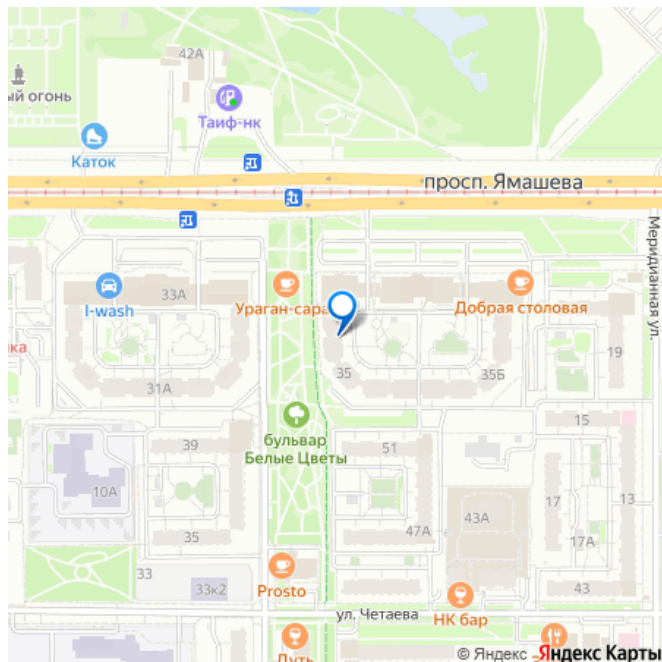 42А
ый огонь
Таиф-нк
Каток
просп. Ямашева
Меридианная ул.
33А
I-wash
Ураган-сара
Добрая столовая
ка
19
35
35Б
31А
15
бульвар
Белые Цветы
39
51
10А
43А
17
13
47А
35
17А
33
33к2
Prosto
43
ул. Четаева
НК бар
Путь
© Яндекс Яндекс Карты